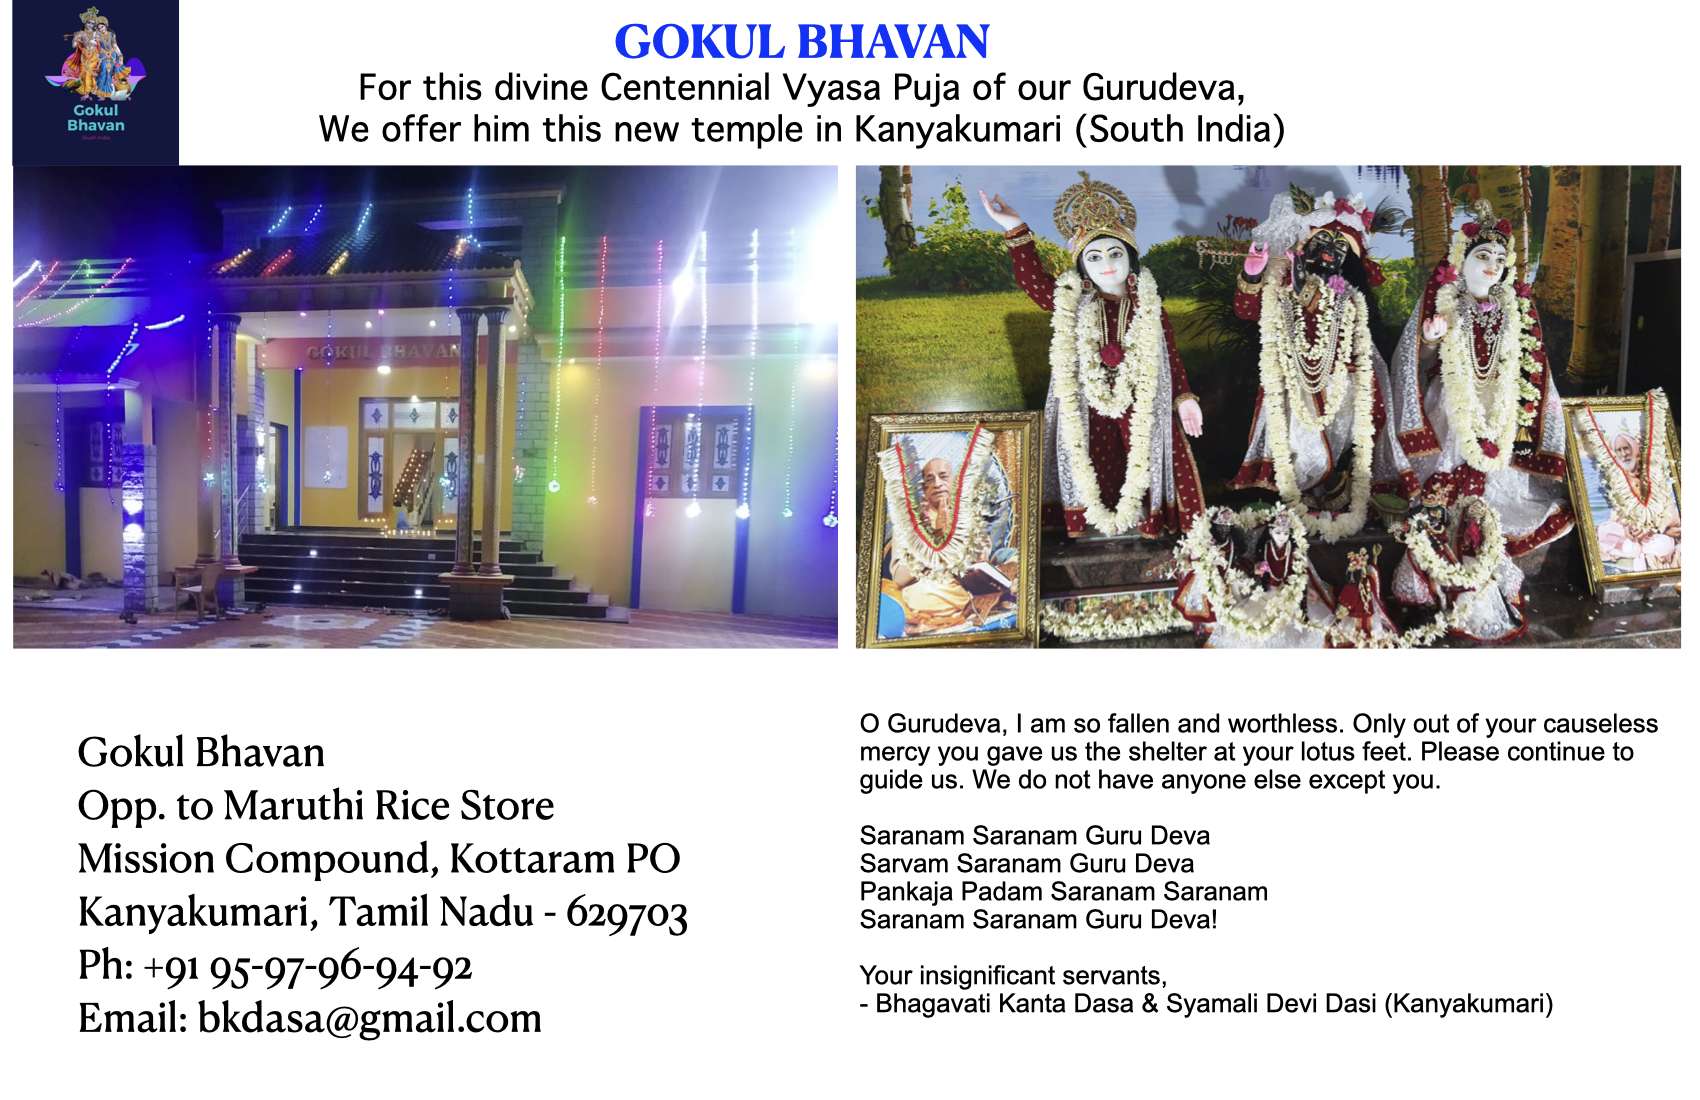 Gokul
Bhavan
South India
GOKUL BHAVAN
For this divine Centennial Vyasa Puja of our Gurudeva,
We offer him this new temple in Kanyakumari (South India)
GOKUL BHAVAN
Gokul Bhavan
Opp. to Maruthi Rice Store
Mission Compound, Kottaram PO
Kanyakumari, Tamil Nadu - 629703
Ph: +91 95-97-96-94-92
Email: bkdasa@gmail.com
O Gurudeva, I am so fallen and worthless. Only out of your causeless
mercy you gave us the shelter at your lotus feet. Please continue to
guide us. We do not have anyone else except you.
Saranam Saranam Guru Deva
Sarvam Saranam Guru Deva
Pankaja Padam Saranam Saranam
Saranam Saranam Guru Deva!
Your insignificant servants,
- Bhagavati Kanta Dasa & Syamali Devi Dasi (Kanyakumari)